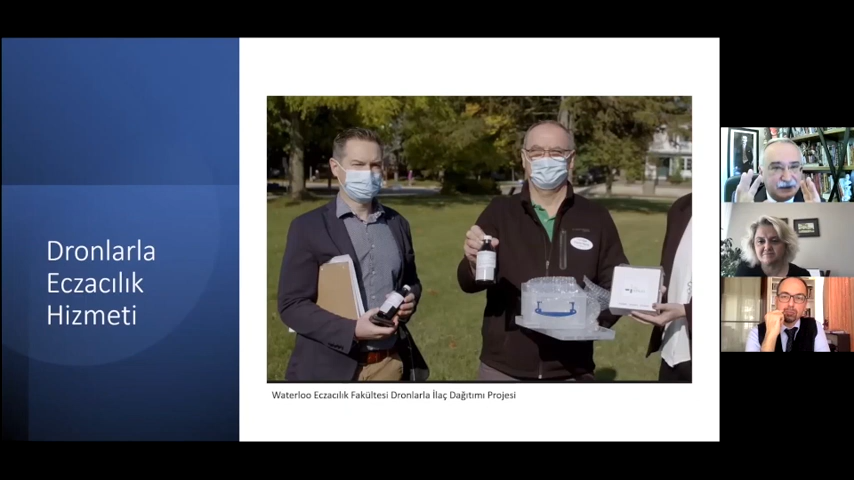 Dronlarla
Eczacılık
Hizmeti
Waterloo Eczacılık Fakültesi Dronlarla İlaç Dağıtımı Projesi